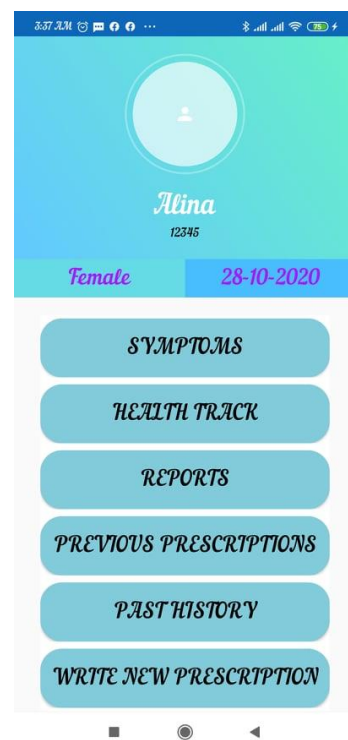 3:37 AM
75
Alina
12345
Female
28-10-2020
SYMPTOMS
HEALTH TRACK
REPORTS
PREVIOUS PRESCRIPTIONS
PAST HISTORY
WRITE NEW PRESCRIPTION